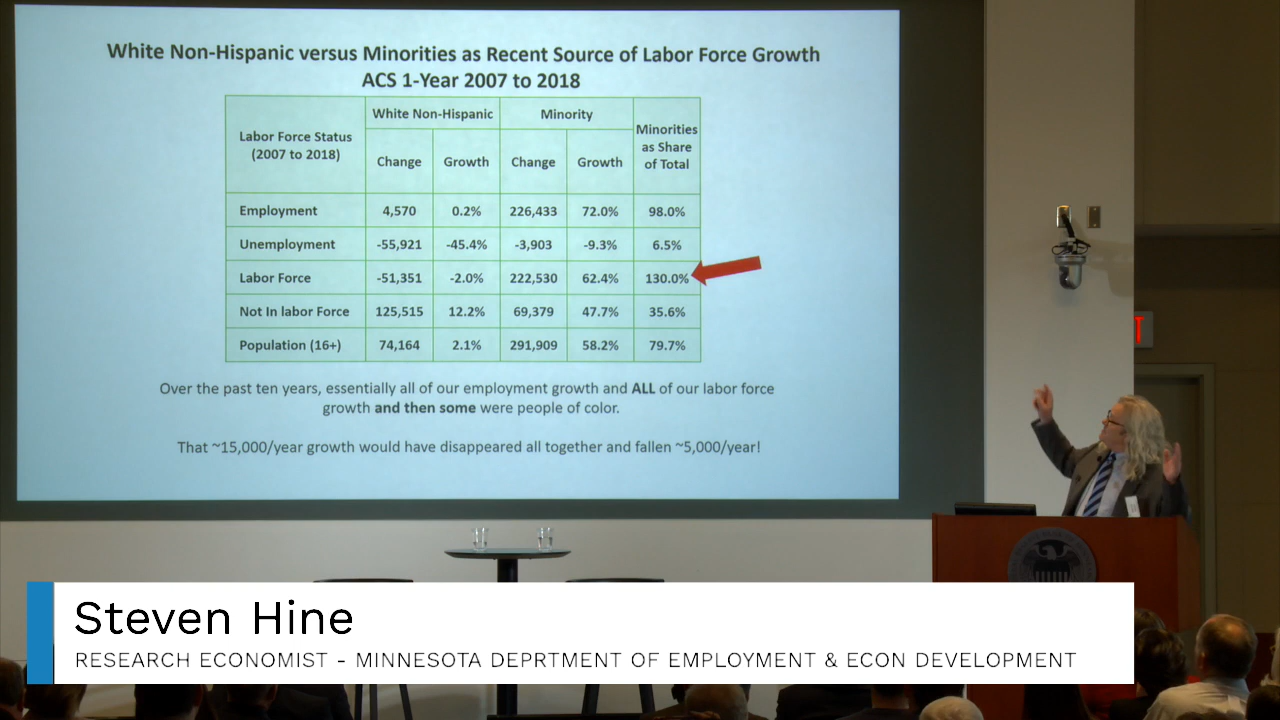 White Non-Hispanic versus Minorities as Recent Source of Labor Force Growth
ACS 1-Year 2007 to 2018
Labor Force Status
(2007 to 2018)
White Non-Hispanic
Minority
Minorities
as Share
of Total
Change
Growth
Change
Growth
Employment 4,570 0.2% 226,433 72.0% 98.0%
Unemployment -55,921 -45.4% -3,903 -9.3% 6.5%
Labor Force -51,351 -2.0% 222,530 62.4% 130.0%
Not In labor Force 125,515 12.2% 69,379 47.7% 35.6%
Population (16+) 74,164 2.1% 291,909 58.2% 79.7%
Over the past ten years, essentially all of our employment growth and ALL of our labor force
growth and then some were people of color.
That ~15,000/year growth would have disappeared all together and fallen ~5,000/year!
Steven Hine
RESEARCH ECONOMIST - MINNESOTA DEPRTMENT OF EMPLOYMENT & ECON DEVELOPMENT